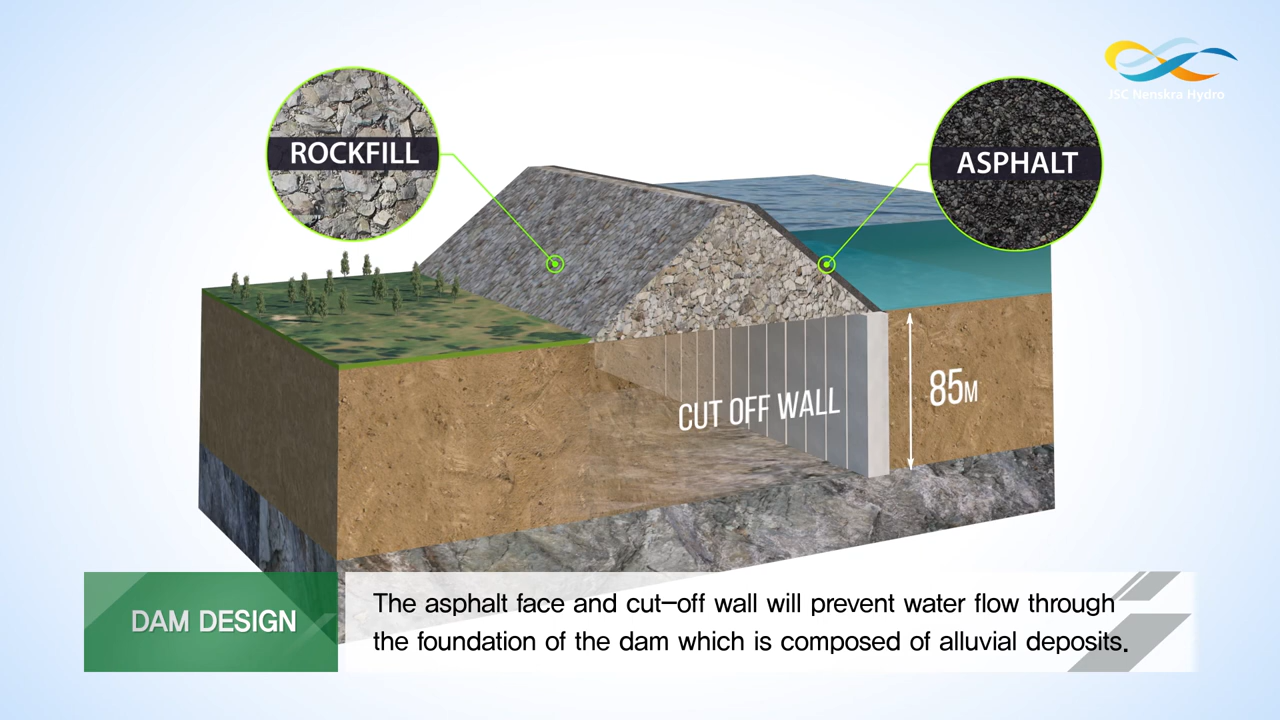 JSC Nenskra Hydro
ROCKFILL
ASPHALT
CUT OFF WALL
85M
DAM DESIGN
The asphalt face and cut-off wall will prevent water flow through
the foundation of the dam which is composed of alluvial deposits.